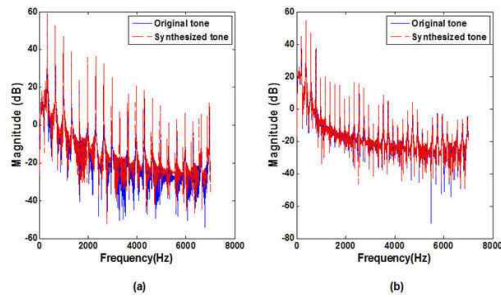 60
40
20
0
-20
-40
-60
Magnitude (dB)
0 2000 4000 6000 8000
Frequency(Hz)
Original tone
Synthesized tone
(a)
60
40
20
0
-20
-40
-60
-80
Magnitude (dB)
0 2000 4000 6000 8000
Frequency(Hz)
Original tone
Synthesized tone
(b)